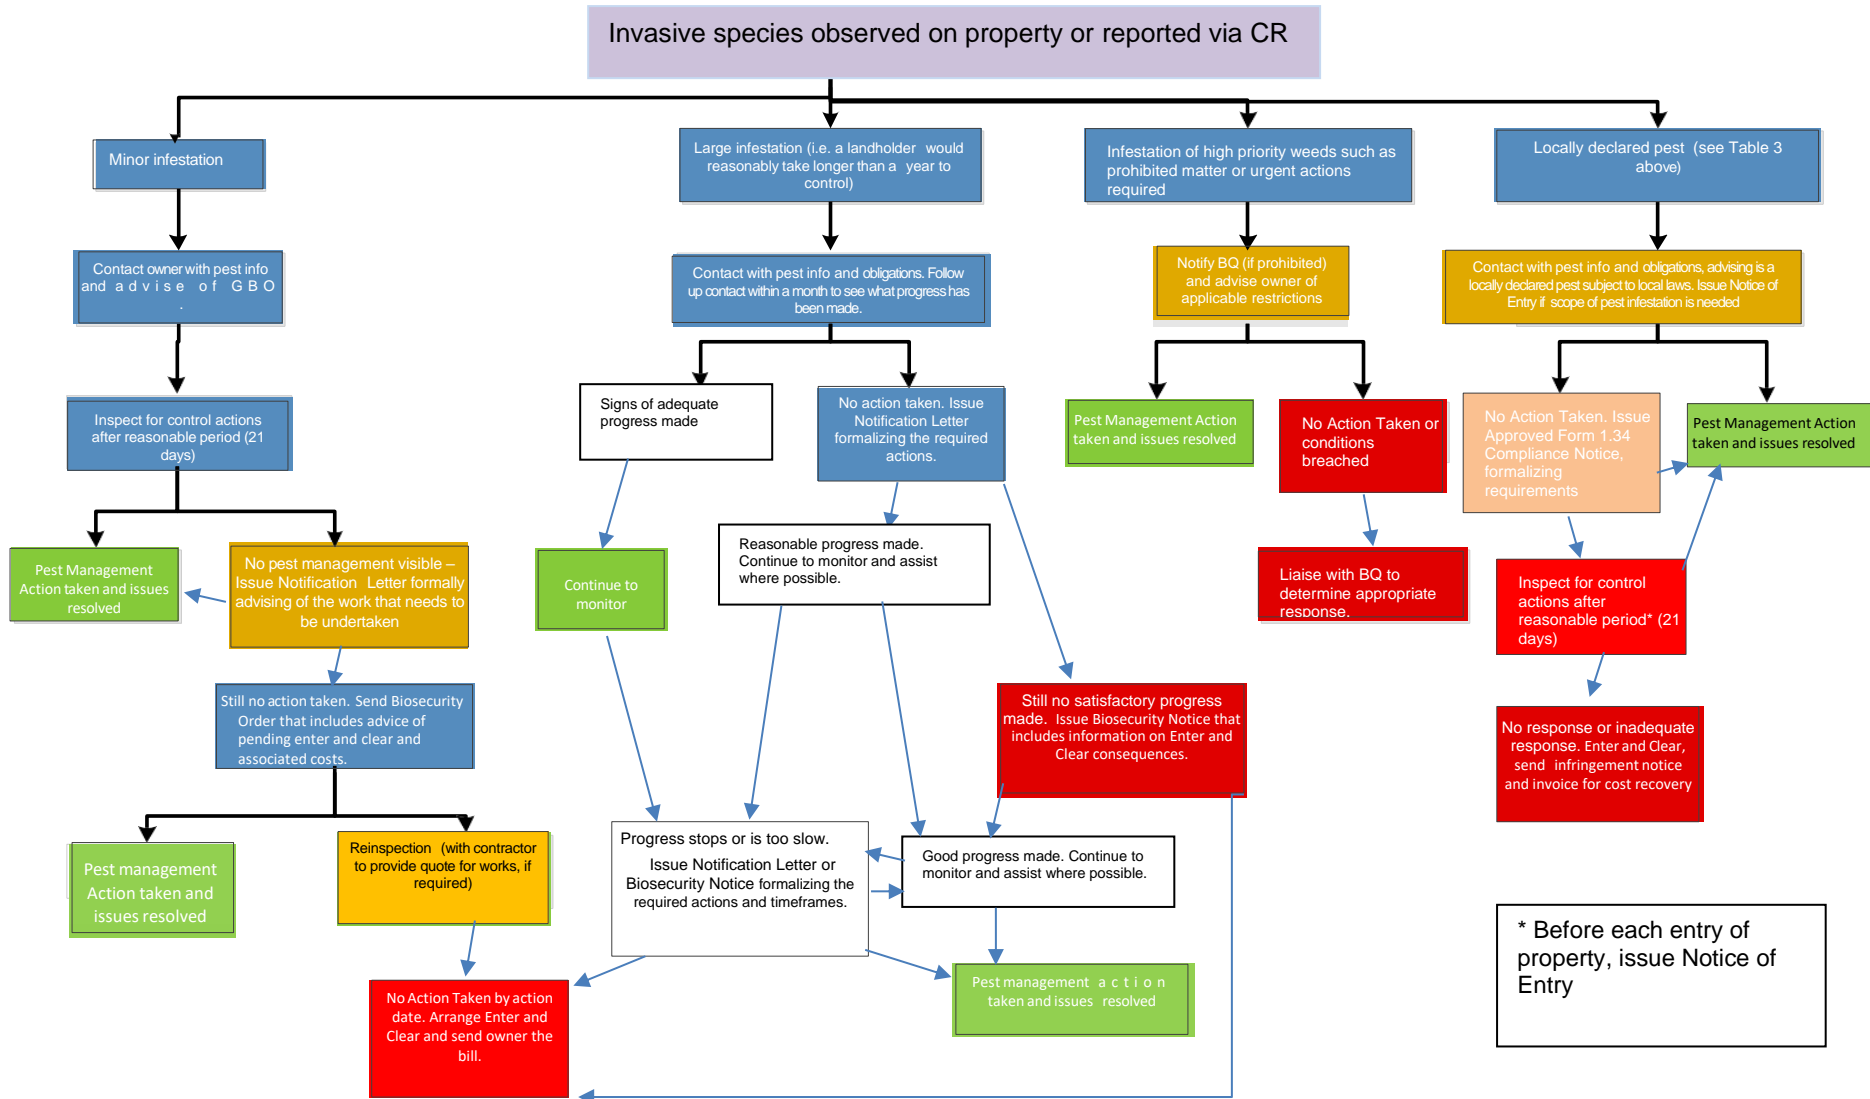 Invasive species observed on property or reported via CR
Minor infestation
Large infestation (i.e. a landholder would
reasonably take longer than a year to
control)
Infestation of high priority weeds such as
prohibited matter or urgent actions
required
Locally declared pest (see Table 3
above)
Contact owner with pest info
and advise of GBO
.
Contact with pest info and obligations. Follow
up contact within a month to see what progress has
been made.
Notify BQ (if prohibited)
and advise owner of
applicable restrictions
Contact with pest info and obligations, advising is a
locally declared pest subject to local laws. Issue Notice of
Entry if scope of pest infestation is needed
Inspect for control actions
after reasonable period (21
days)
Signs of adequate
progress made
No action taken. Issue
Notification Letter
formalizing the required
actions.
Pest Management Action
taken and issues resolved
No Action Taken or
conditions
breached
No Action Taken. Issue
Approved Form 1.34
Compliance Notice,
formalizing
requirements
Pest Management Action
taken and issues resolved
Pest Management
Action taken and issues
resolved
No pest management visible –
Issue Notification Letter formally
advising of the work that needs to
be undertaken
Continue to
monitor
Reasonable progress made.
Continue to monitor and assist
where possible.
Liaise with BQ to
determine appropriate
response.
Inspect for control
actions after
reasonable period* (21
days)
Still no action taken. Send Biosecurity
Order that includes advice of
pending enter and clear and
associated costs.
Still no satisfactory progress
made. Issue Biosecurity Notice that
includes information on Enter and
Clear consequences.
No response or inadequate
response. Enter and Clear,
send infringement notice
and invoice for cost recovery
Pest management
Action taken and
issues resolved
Reinspection (with contractor
to provide quote for works, if
required)
Progress stops or is too slow.
Issue Notification Letter or
Biosecurity Notice formalizing the
required actions and timeframes.
Good progress made. Continue to
monitor and assist where possible.
* Before each entry of
property, issue Notice of
Entry
No Action Taken by action
date. Arrange Enter and
Clear and send owner the
bill.
Pest management action
taken and issues resolved